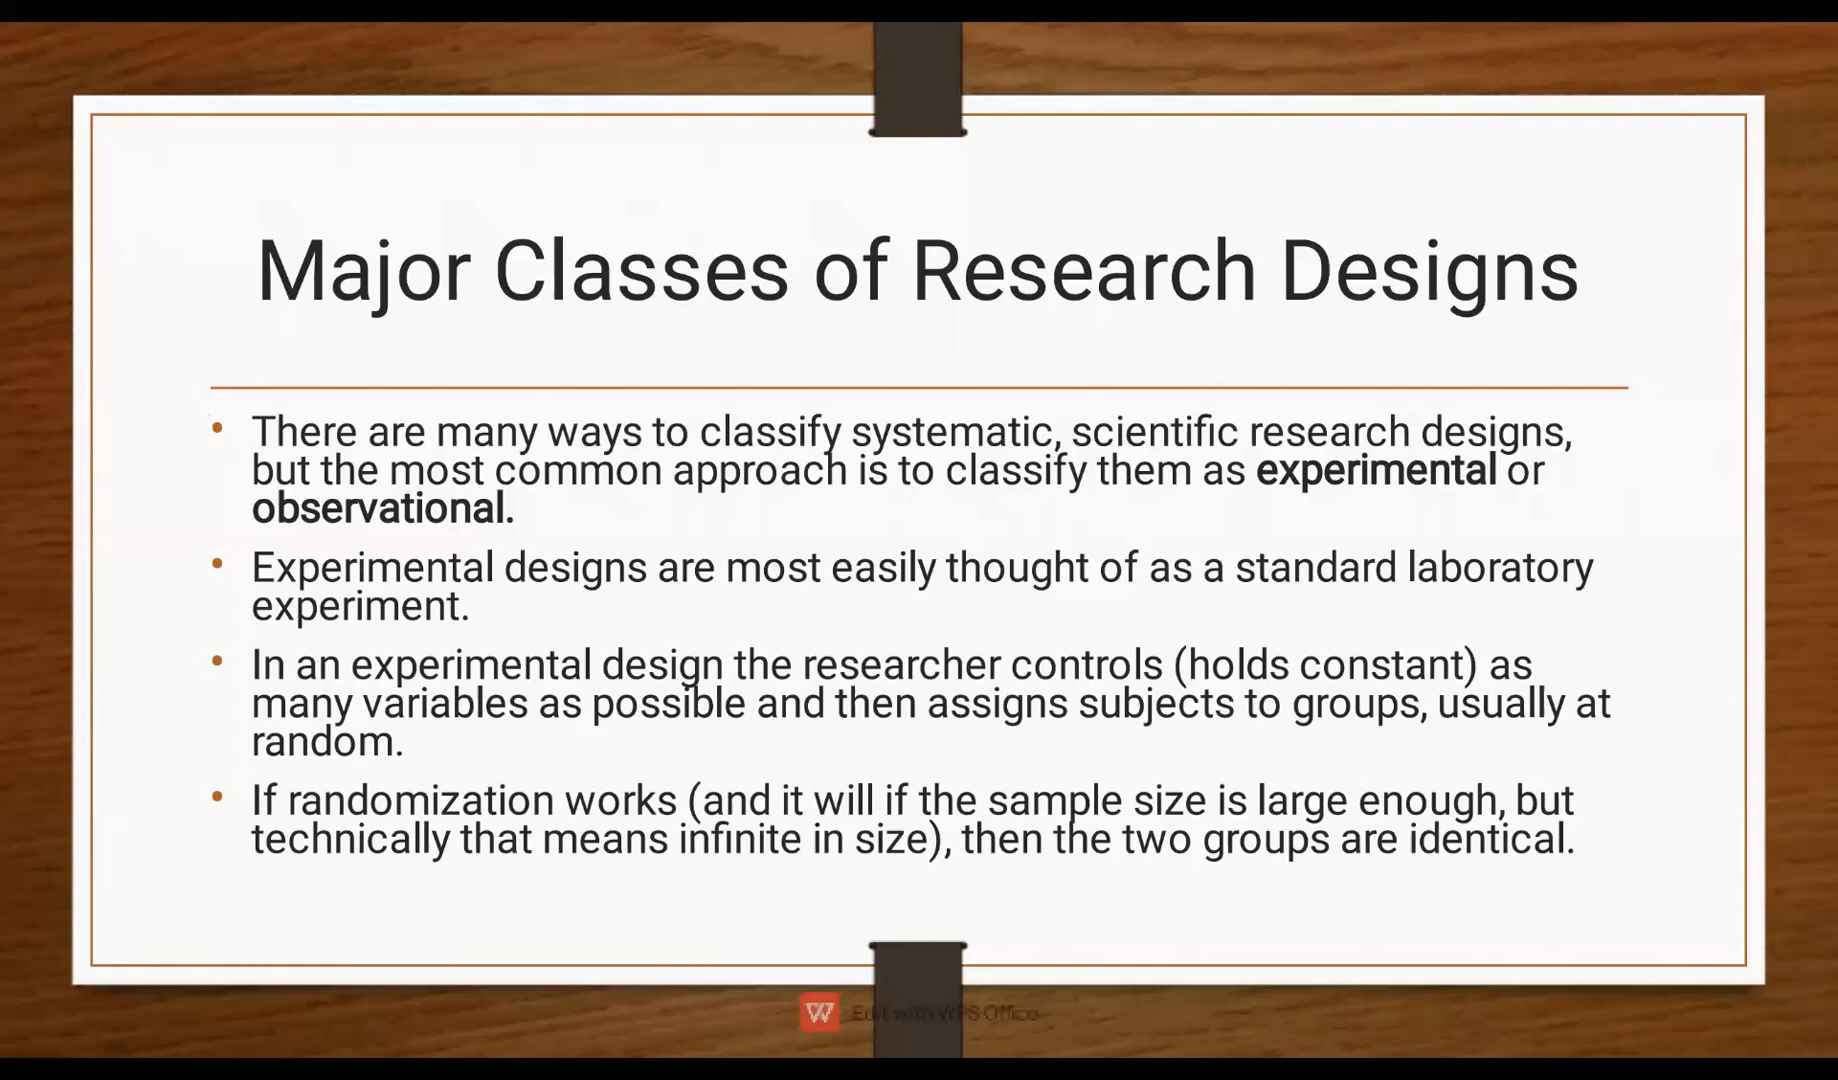 Major Classes of Research Designs
• There are many ways to classify systematic, scientific research designs,
but the most common approach is to classify them as experimental or
observational.
• Experimental designs are most easily thought of as a standard laboratory
experiment.
• In an experimental design the researcher controls (holds constant) as
many variables as possible and then assigns subjects to groups, usually at
random.
• If randomization works (and it will if the sample size is large enough, but
technically that means infinite in size), then the two groups are identical.
Edit with WPS Office